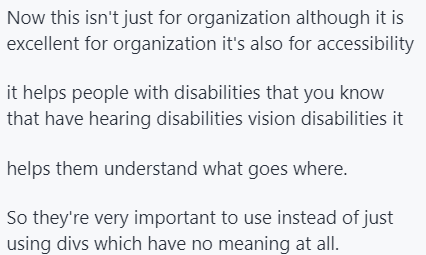 Now this isn't just for organization although it is
excellent for organization it's also for accessibility
it helps people with disabilities that you know
that have hearing disabilities vision disabilities it
helps them understand what goes where.
So they're very important to use instead of just
using divs which have no meaning at all.